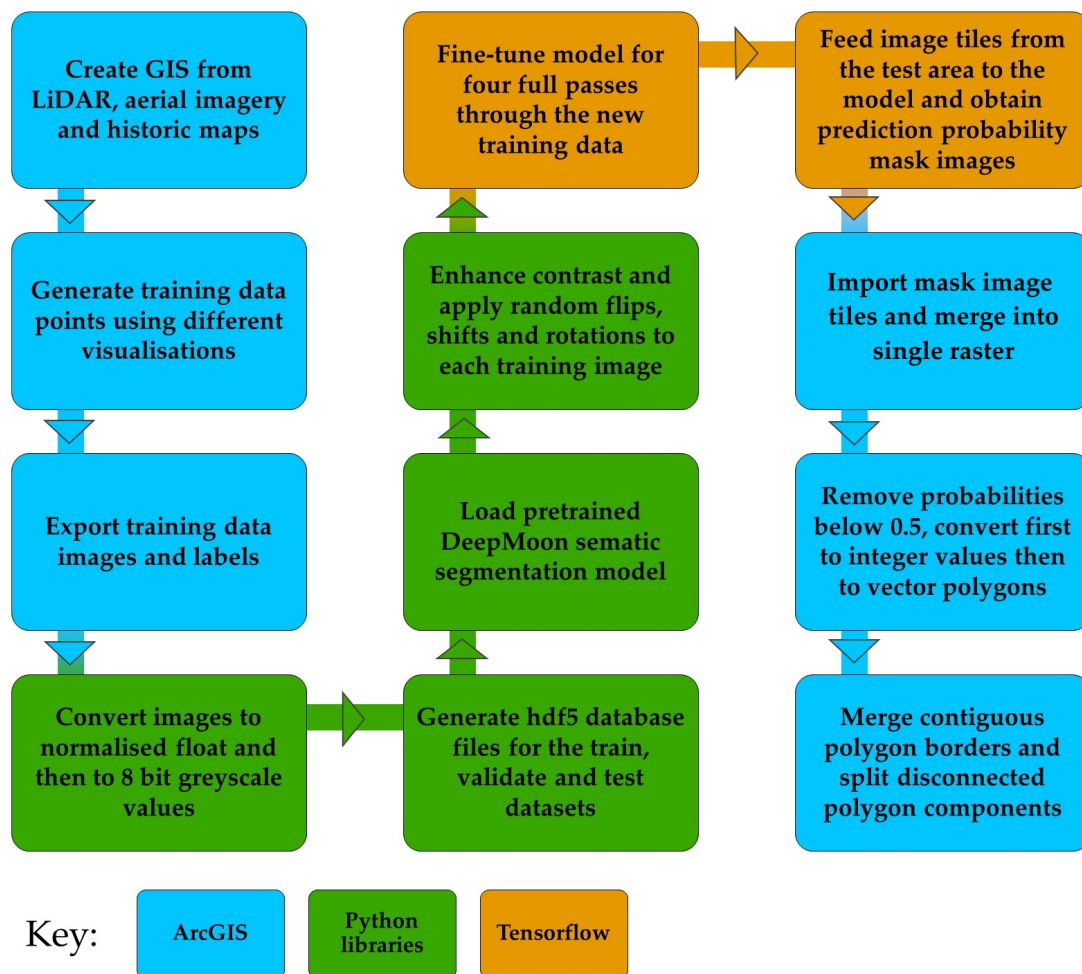 Create GIS from
LiDAR, aerial imagery
and historic maps
Generate training data
points using different
visualisations
Export training data
images and labels
Convert images to
normalised float and
then to 8 bit greyscale
values
Generate hdf5 database
files for the train,
validate and test
datasets
Load pretrained
DeepMoon sematic
segmentation model
Enhance contrast and
apply random flips,
shifts and rotations to
each training image
Fine-tune model for
four full passes
through the new
training data
Feed image tiles from
the test area to the
model and obtain
prediction probability
mask images
Import mask image
tiles and merge into
single raster
Remove probabilities
below 0.5, convert first
to integer values then
to vector polygons
Merge contiguous
polygon borders and
split disconnected
polygon components
Key:
ArcGIS
Python
libraries
Tensorflow